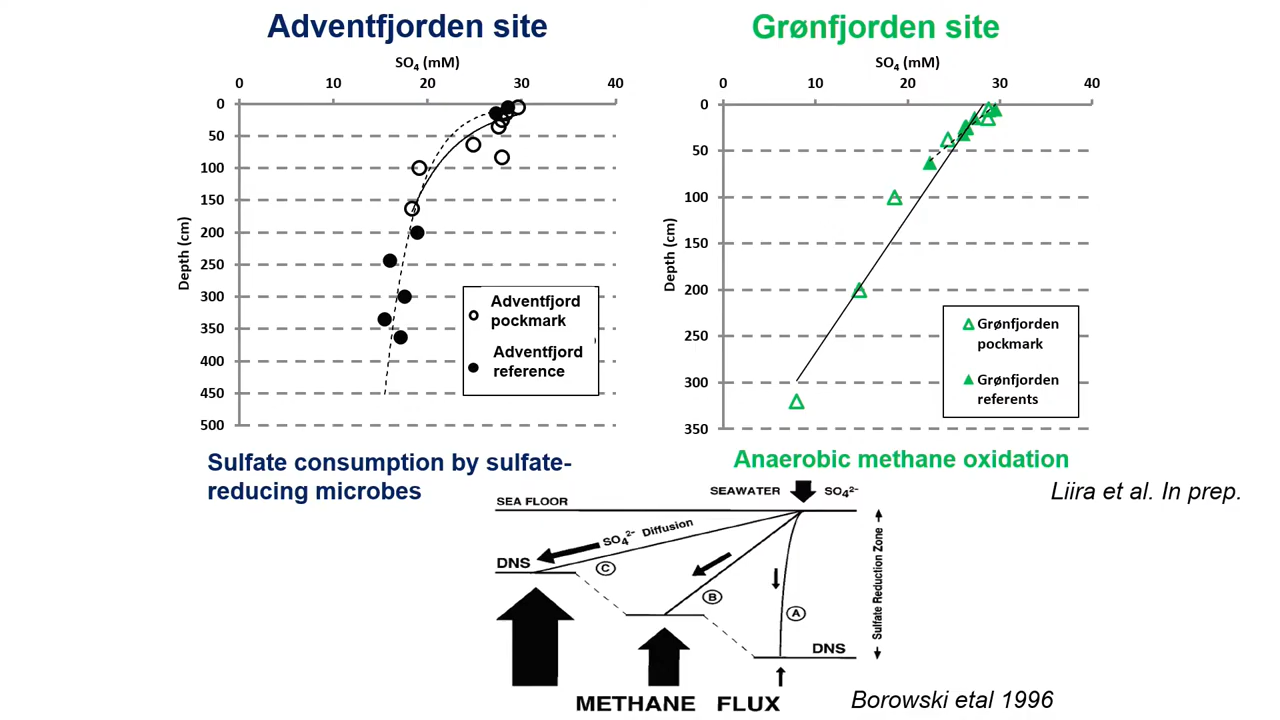 Adventfjorden site
Grønfjorden site
SO₄ (mM)
0 10 20 30 40
0
50
100
150
200
250
300
350
400
450
500
Depth (cm)
Adventfjord
pockmark
Adventfjord
reference
SO₄ (mM)
0 10 20 30 40
0
50
100
150
200
250
300
350
Depth (cm)
Grønfjorden
pockmark
Grønfjorden
referents
Sulfate consumption by sulfate-
reducing microbes
Anaerobic methane oxidation
Liira et al. In prep.
SEA FLOOR
SEAWATER SO₄²⁻
SO₄²⁻ Diffusion
DNS
C
B
A
DNS
Sulfate Reduction Zone
METHANE FLUX
Borowski etal 1996